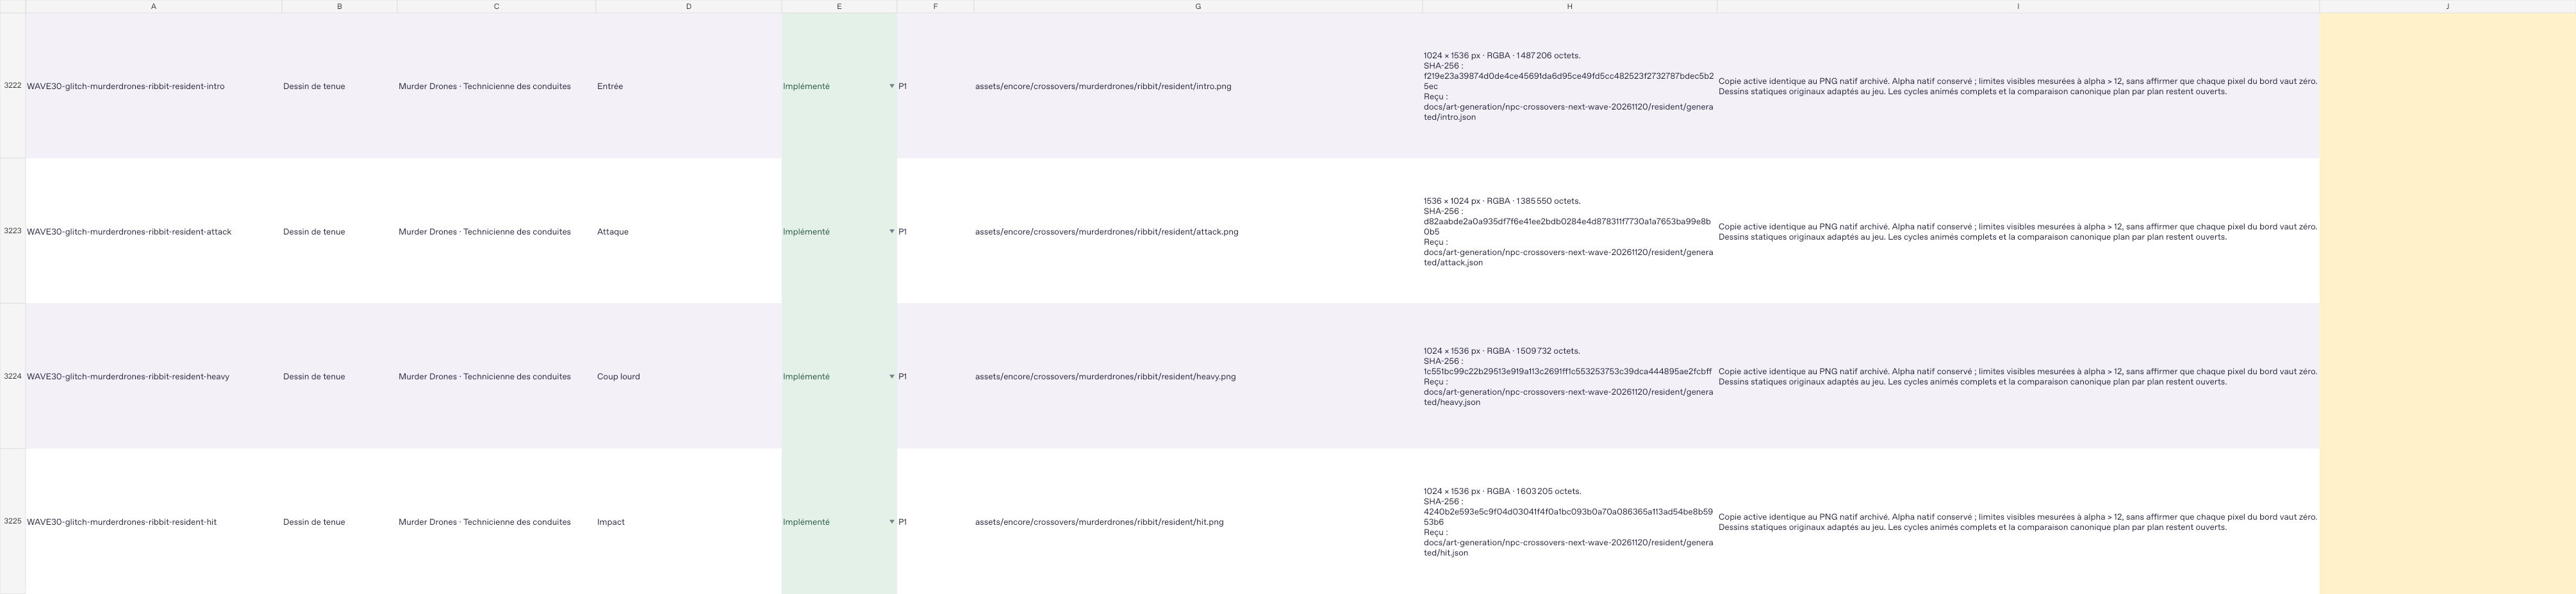 A B C D E F G H I J
3222 WAVE30-glitch-murderdrones-ribbit-resident-intro Dessin de tenue Murder Drones · Technicienne des conduites Entrée Implémenté P1 assets/encore/crossovers/murderdrones/ribbit/resident/intro.png
1024 × 1536 px · RGBA · 1 487 206 octets.
SHA-256 :
f219e23a39874d0de4ce45691da6d95ce49fd5cc482523f2732787bdec5b2
5ec
Reçu :
docs/art-generation/npc-crossovers-next-wave-20261120/resident/genera
ted/intro.json
Copie active identique au PNG natif archivé. Alpha natif conservé ; limites visibles mesurées à alpha > 12, sans affirmer que chaque pixel du bord vaut zéro.
Dessins statiques originaux adaptés au jeu. Les cycles animés complets et la comparaison canonique plan par plan restent ouverts.
3223 WAVE30-glitch-murderdrones-ribbit-resident-attack Dessin de tenue Murder Drones · Technicienne des conduites Attaque Implémenté P1 assets/encore/crossovers/murderdrones/ribbit/resident/attack.png
1536 × 1024 px · RGBA · 1 385 550 octets.
SHA-256 :
d82aabde2a0a935df7f6e41ee2bdb0284e4d878311f7730a1a7653ba99e8b
0b5
Reçu :
docs/art-generation/npc-crossovers-next-wave-20261120/resident/genera
ted/attack.json
Copie active identique au PNG natif archivé. Alpha natif conservé ; limites visibles mesurées à alpha > 12, sans affirmer que chaque pixel du bord vaut zéro.
Dessins statiques originaux adaptés au jeu. Les cycles animés complets et la comparaison canonique plan par plan restent ouverts.
3224 WAVE30-glitch-murderdrones-ribbit-resident-heavy Dessin de tenue Murder Drones · Technicienne des conduites Coup lourd Implémenté P1 assets/encore/crossovers/murderdrones/ribbit/resident/heavy.png
1024 × 1536 px · RGBA · 1 509 732 octets.
SHA-256 :
1c551bc99c22b29513e919a113c2691ff1c553253753c39dca444895ae2fcbff
Reçu :
docs/art-generation/npc-crossovers-next-wave-20261120/resident/genera
ted/heavy.json
Copie active identique au PNG natif archivé. Alpha natif conservé ; limites visibles mesurées à alpha > 12, sans affirmer que chaque pixel du bord vaut zéro.
Dessins statiques originaux adaptés au jeu. Les cycles animés complets et la comparaison canonique plan par plan restent ouverts.
3225 WAVE30-glitch-murderdrones-ribbit-resident-hit Dessin de tenue Murder Drones · Technicienne des conduites Impact Implémenté P1 assets/encore/crossovers/murderdrones/ribbit/resident/hit.png
1024 × 1536 px · RGBA · 1 603 205 octets.
SHA-256 :
4240b2e593e5c9f04d03041f4f0a1bc093b0a70a086365a113ad54be8b59
53b6
Reçu :
docs/art-generation/npc-crossovers-next-wave-20261120/resident/genera
ted/hit.json
Copie active identique au PNG natif archivé. Alpha natif conservé ; limites visibles mesurées à alpha > 12, sans affirmer que chaque pixel du bord vaut zéro.
Dessins statiques originaux adaptés au jeu. Les cycles animés complets et la comparaison canonique plan par plan restent ouverts.